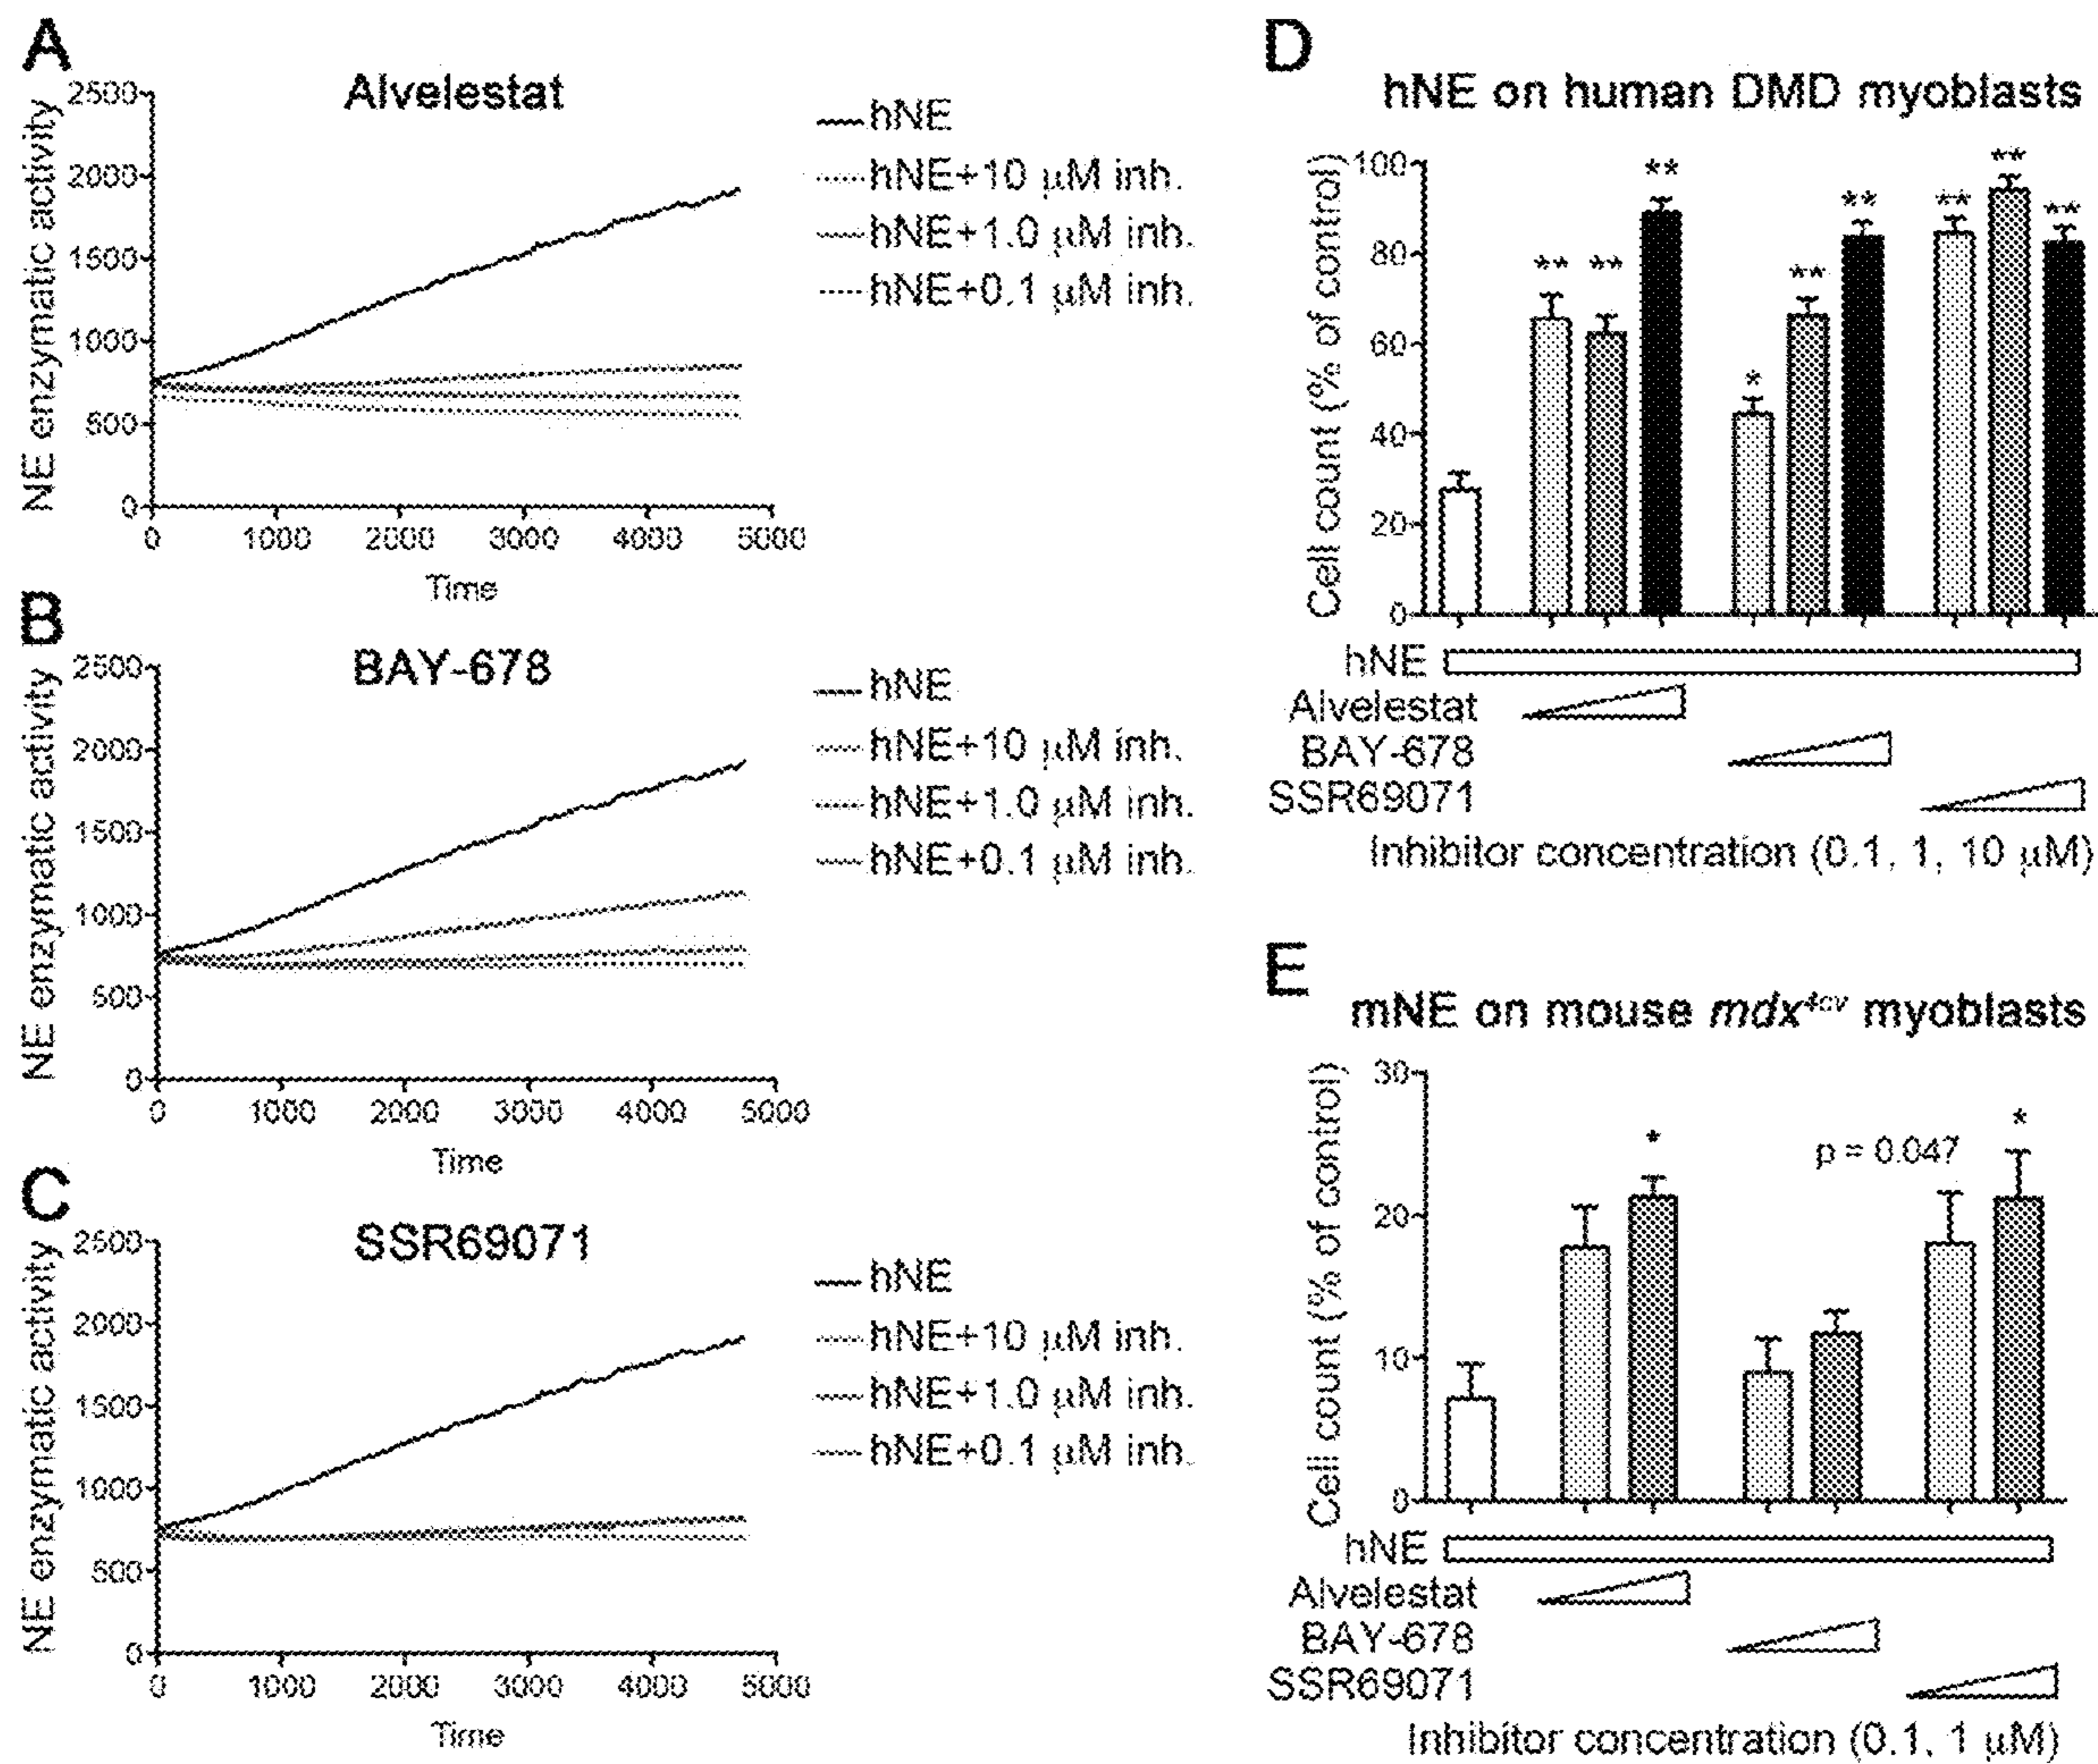 A
Alvelestat
NE enzymatic activity
2500
2000
1500
1000
500
0
0 1000 2000 3000 4000 5000
Time
hNE
hNE+10 μM inh.
hNE+1.0 μM inh.
hNE+0.1 μM inh.
B
BAY-678
NE enzymatic activity
2500
2000
1500
1000
500
0
0 1000 2000 3000 4000 5000
Time
hNE
hNE+10 μM inh.
hNE+1.0 μM inh.
hNE+0.1 μM inh.
C
SSR69071
NE enzymatic activity
2500
2000
1500
1000
500
0
0 1000 2000 3000 4000 5000
Time
hNE
hNE+10 μM inh.
hNE+1.0 μM inh.
hNE+0.1 μM inh.
D
hNE on human DMD myoblasts
Cell count (% of control)
100
80
60
40
20
0
** ** ** * ** ** ** ** **
hNE
Alvelestat
BAY-678
SSR69071
Inhibitor concentration (0.1, 1, 10 μM)
E
mNE on mouse mdx4cv myoblasts
Cell count (% of control)
30
20
10
0
* p = 0.047 *
hNE
Alvelestat
BAY-678
SSR69071
Inhibitor concentration (0.1, 1 μM)